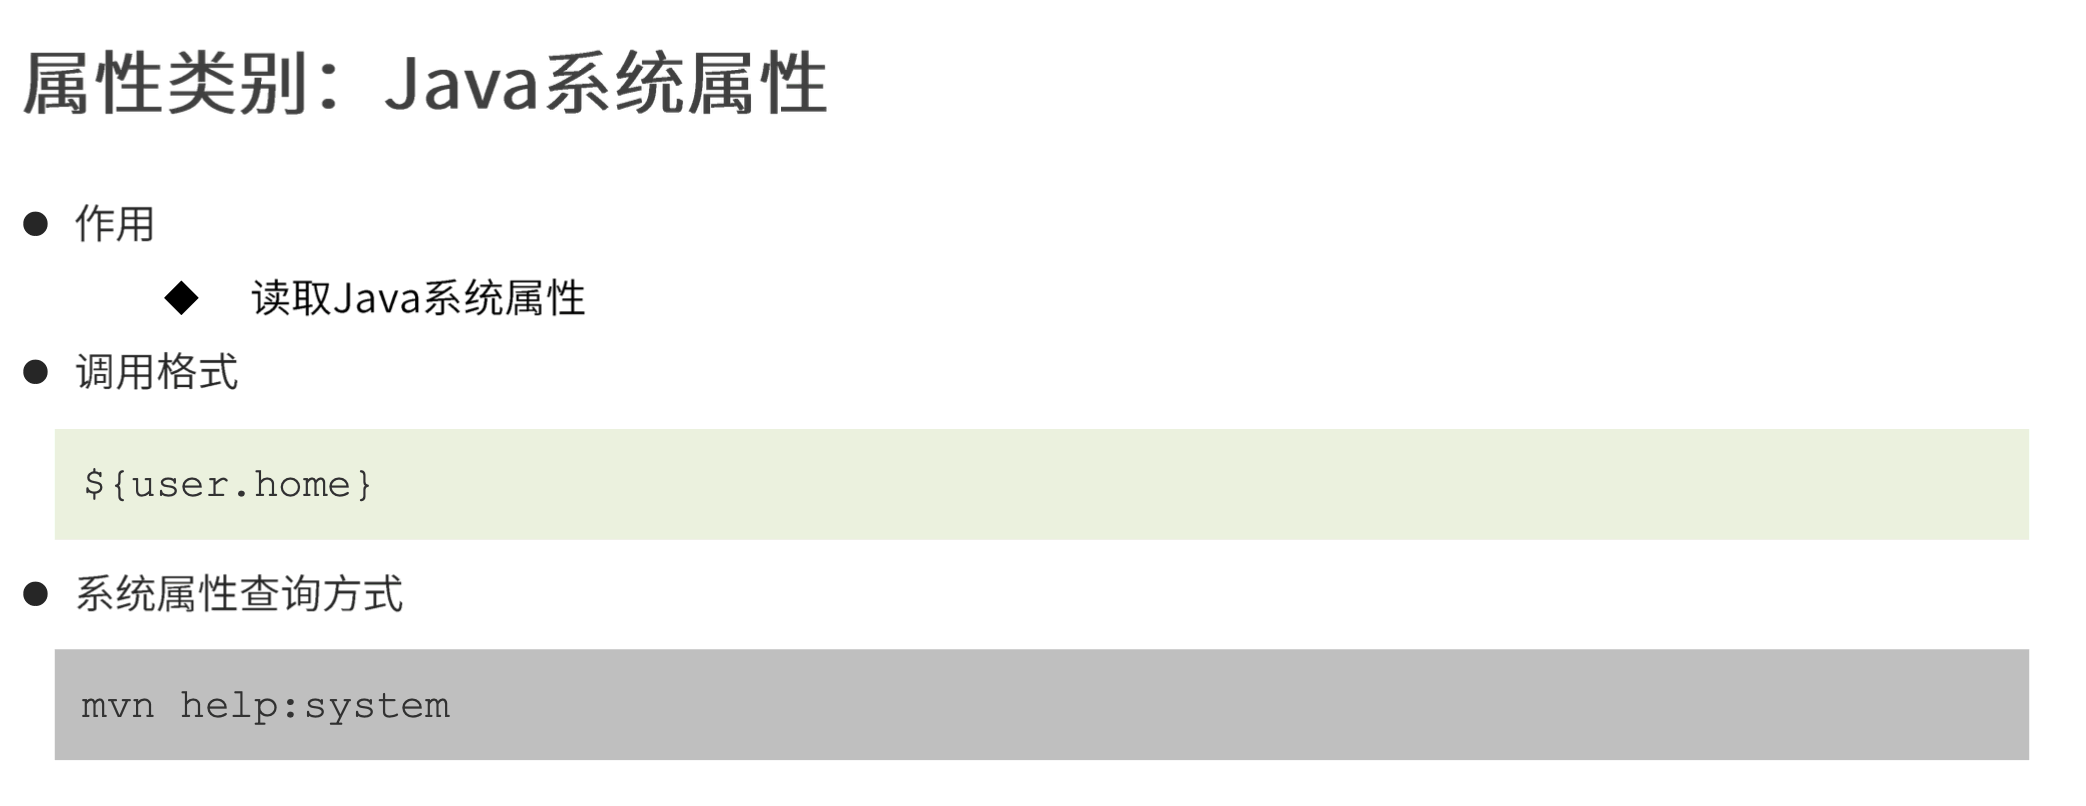 属性类别：Java系统属性
● 作用
◆ 读取Java系统属性
● 调用格式
${user.home}
● 系统属性查询方式
mvn help:system